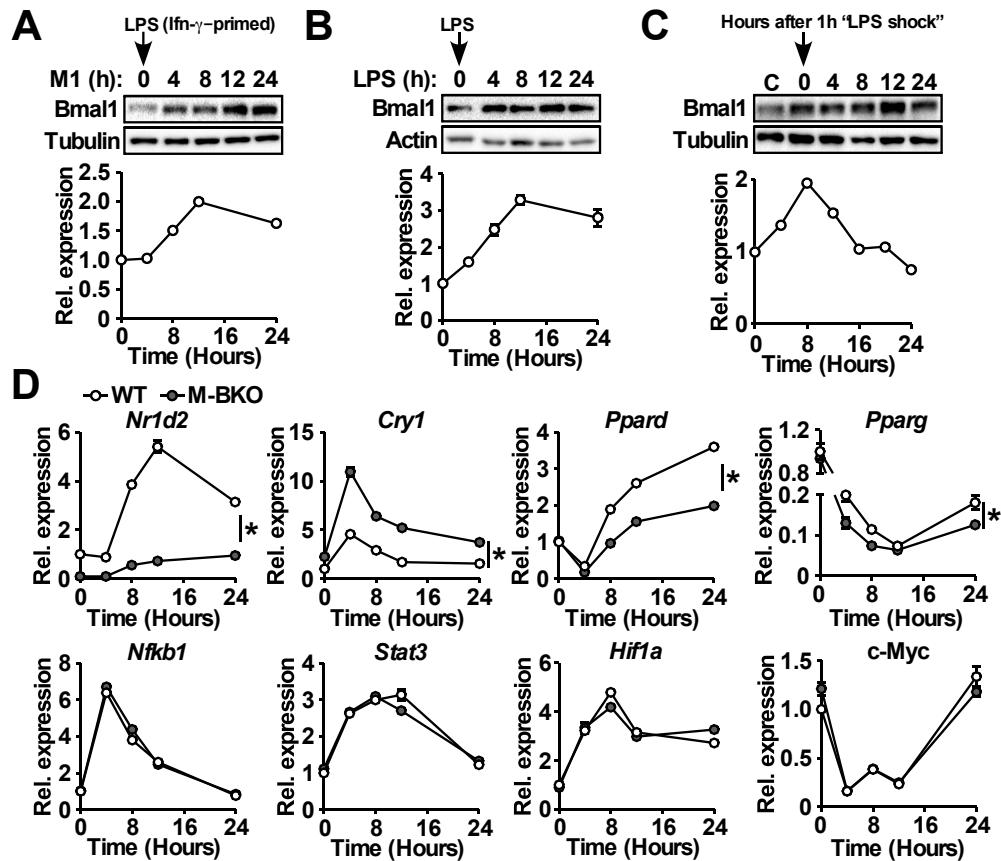 A
LPS (Ifn-γ-primed)
M1 (h): 0 4 8 12 24
Bmal1
Tubulin
Rel. expression
2.5
2.0
1.5
1.0
0.5
0
0 8 16 24
Time (Hours)
B
LPS
LPS (h): 0 4 8 12 24
Bmal1
Actin
Rel. expression
4
3
2
1
0
0 8 16 24
Time (Hours)
C
Hours after 1h “LPS shock”
C 0 4 8 12 24
Bmal1
Tubulin
Rel. expression
2
1
0
0 8 16 24
Time (Hours)
D
WT M-BKO
Nr1d2
Rel. expression
6
4
2
0
0 8 16 24
Time (Hours)
*
Cry1
Rel. expression
15
10
5
0
0 8 16 24
Time (Hours)
*
Ppard
Rel. expression
4
3
2
1
0
0 8 16 24
Time (Hours)
*
Pparg
Rel. expression
1.2
0.8
0.2
0.1
0
0 8 16 24
Time (Hours)
*
Nfkb1
Rel. expression
8
6
4
2
0
0 8 16 24
Time (Hours)
Stat3
Rel. expression
4
3
2
1
0
0 8 16 24
Time (Hours)
Hif1a
Rel. expression
6
4
2
0
0 8 16 24
Time (Hours)
c-Myc
Rel. expression
1.5
1.0
0.5
0
0 8 16 24
Time (Hours)